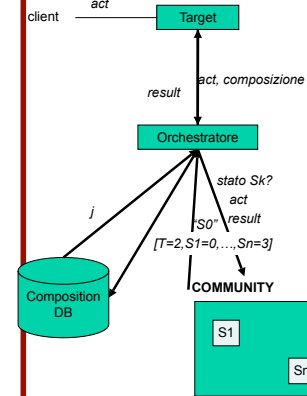 act
client
Target
act, composizione
result
Orchestratore
stato Sk?
act
j
"S0"
result
[T=2,S1=0,…,Sn=3]
COMMUNITY
Composition
DB
S1
Sn